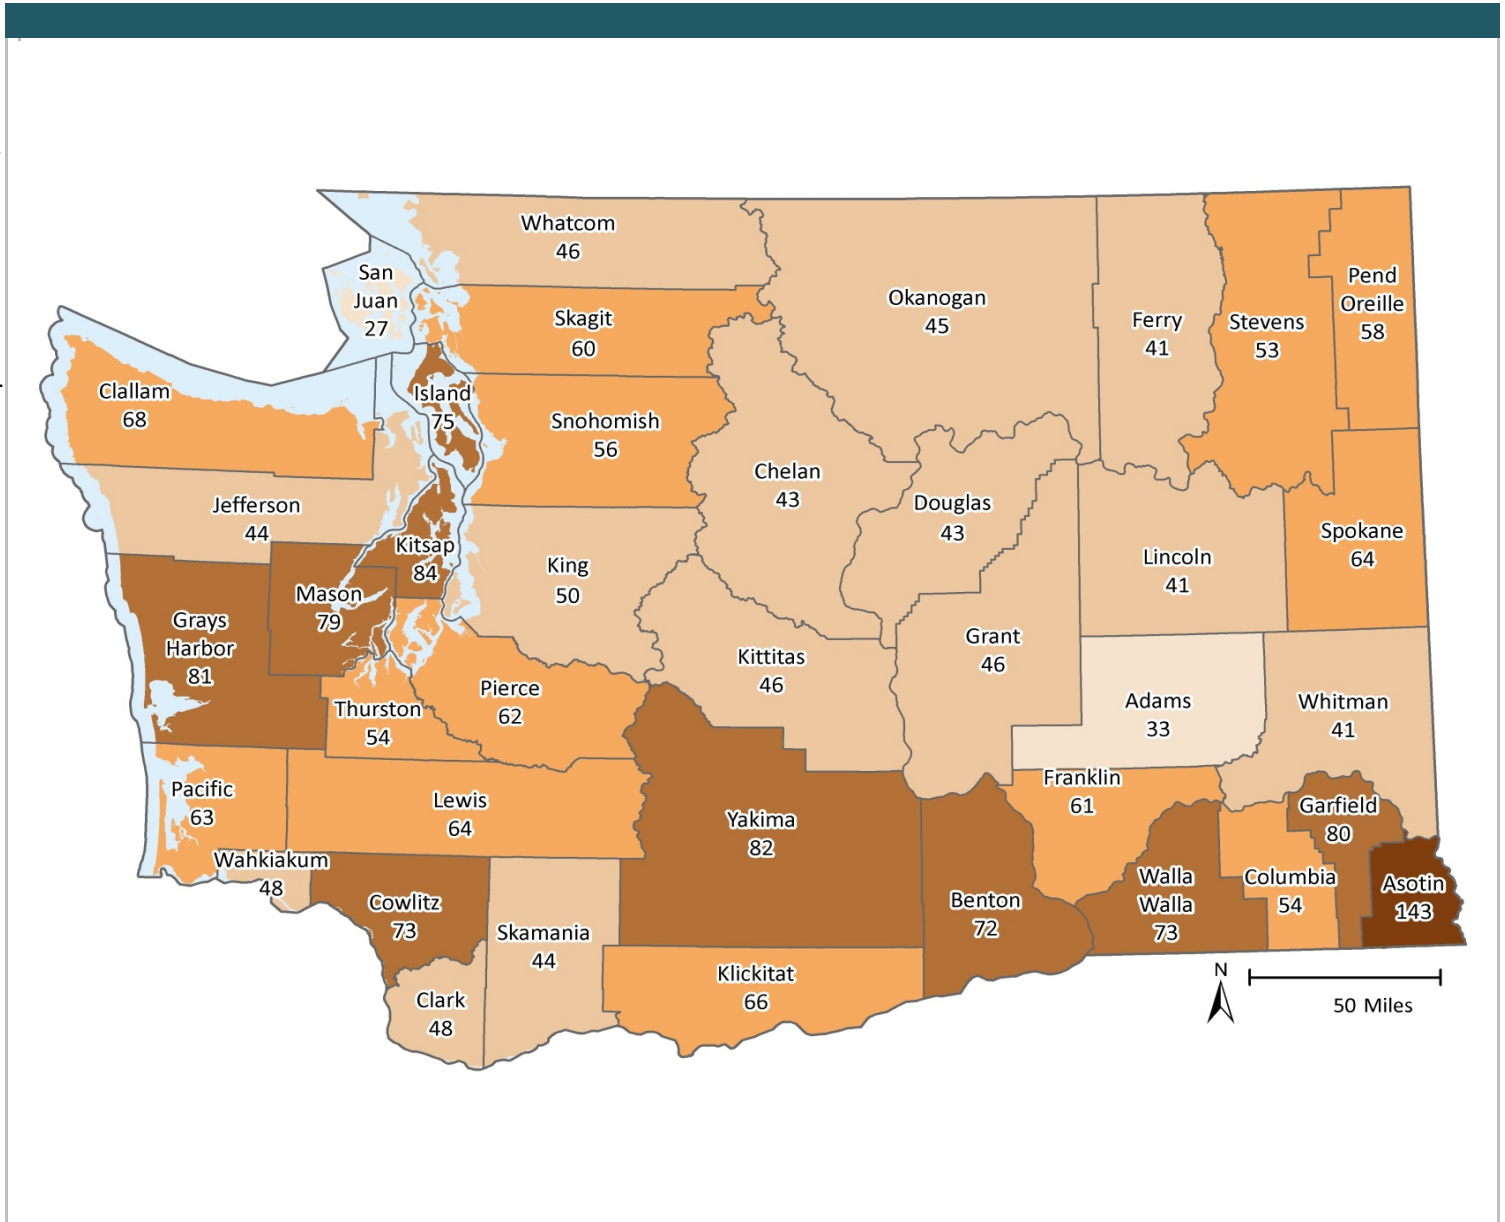 Whatcom
46
San
Juan
27
Skagit
60
Okanogan
45
Ferry
41
Stevens
53
Pend
Oreille
58
Clallam
68
Island
75
Snohomish
56
Chelan
43
Douglas
43
Jefferson
44
Kitsap
84
King
50
Lincoln
41
Spokane
64
Grays
Harbor
81
Mason
79
Kittitas
46
Grant
46
Thurston
54
Pierce
62
Adams
33
Whitman
41
Pacific
63
Lewis
64
Yakima
82
Franklin
61
Garfield
80
Wahkiakum
48
Cowlitz
73
Skamania
44
Benton
72
Walla
Walla
73
Columbia
54
Asotin
143
Clark
48
Klickitat
66
N
50 Miles